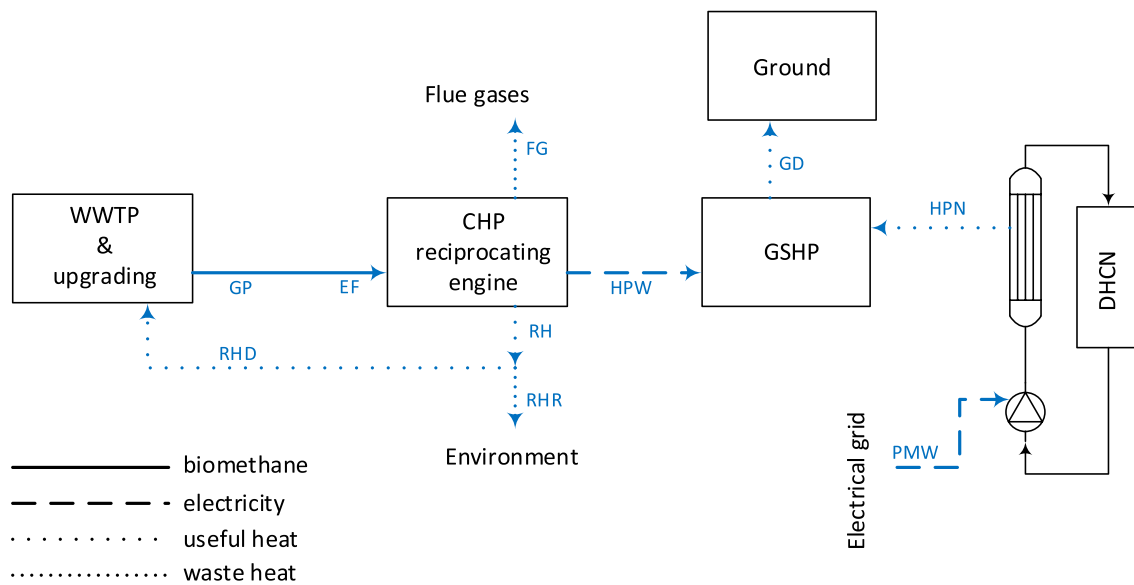 Ground
Flue gases
FG
GD
WWTP
&
upgrading
CHP
reciprocating
engine
GSHP
HPN
DHCN
GP
EF
HPW
RH
RHD
RHR
Environment
Electrical grid
PMW
biomethane
electricity
useful heat
waste heat